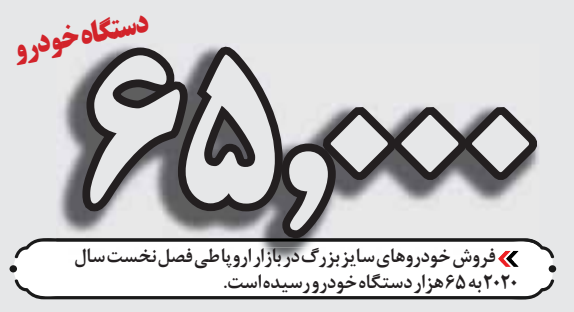 دستگاه خودرو
۶۵,۰۰۰
فروش خودروهای سایز بزرگ در بازار اروپا طی فصل نخست سال
۲۰۲۰ به ۶۵ هزار دستگاه خودرو رسیده است.